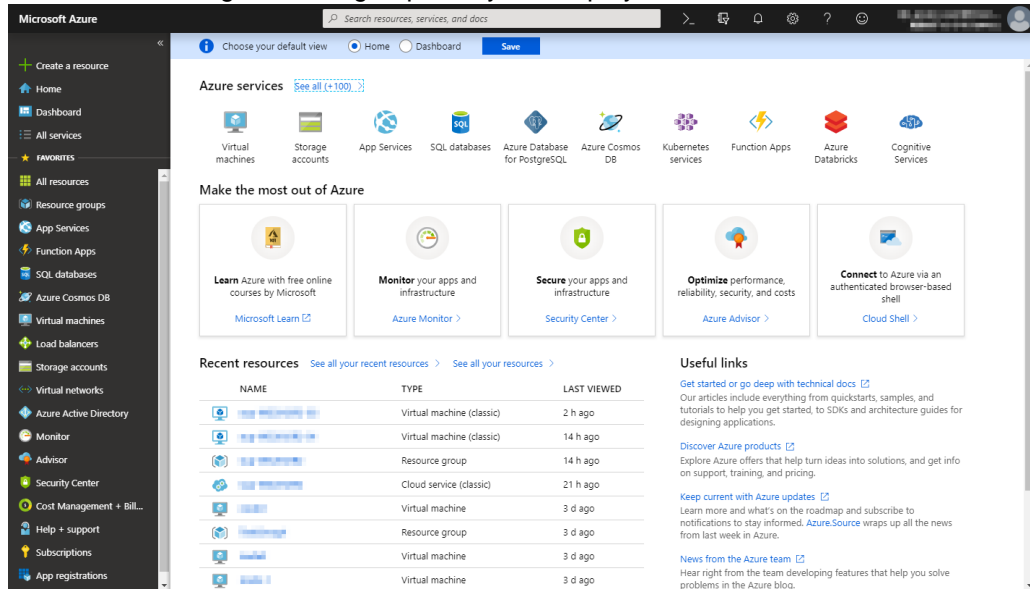 Microsoft Azure
Search resources, services, and docs
Choose your default view Home Dashboard Save
Create a resource
Home
Dashboard
All services
FAVORITES
All resources
Resource groups
App Services
Function Apps
SQL databases
Azure Cosmos DB
Virtual machines
Load balancers
Storage accounts
Virtual networks
Azure Active Directory
Monitor
Advisor
Security Center
Cost Management + Bill...
Help + support
Subscriptions
App registrations
Azure services See all (+100) >
Virtual machines
Storage accounts
App Services
SQL databases
Azure Database for PostgreSQL
Azure Cosmos DB
Kubernetes services
Function Apps
Azure Databricks
Cognitive Services
Make the most out of Azure
Learn Azure with free online
courses by Microsoft
Microsoft Learn
Monitor your apps and
infrastructure
Azure Monitor >
Secure your apps and
infrastructure
Security Center >
Optimize performance,
reliability, security, and costs
Azure Advisor >
Connect to Azure via an
authenticated browser-based
shell
Cloud Shell >
Recent resources See all your recent resources > See all your resources >
NAME TYPE LAST VIEWED
Virtual machine (classic) 2 h ago
Virtual machine (classic) 14 h ago
Resource group 14 h ago
Cloud service (classic) 21 h ago
Virtual machine 3 d ago
Resource group 3 d ago
Virtual machine 3 d ago
Virtual machine 3 d ago
Useful links
Get started or go deep with technical docs
Our articles include everything from quickstarts, samples, and
tutorials to help you get started, to SDKs and architecture guides for
designing applications.
Discover Azure products
Explore Azure offers that help turn ideas into solutions, and get info
on support, training, and pricing.
Keep current with Azure updates
Learn more and what's on the roadmap and subscribe to
notifications to stay informed. Azure.Source wraps up all the news
from last week in Azure.
News from the Azure team
Hear right from the team developing features that help you solve
problems in the Azure blog.